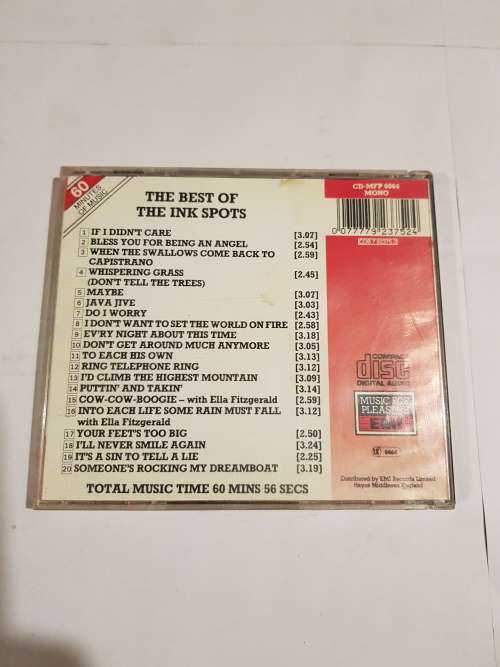 60
MINUTES
OF MUSIC
THE BEST OF
THE INK SPOTS
1 IF I DIDN'T CARE [3.07]
2 BLESS YOU FOR BEING AN ANGEL [2.54]
3 WHEN THE SWALLOWS COME BACK TO [2.59]
CAPISTRANO
4 WHISPERING GRASS [2.45]
(DON'T TELL THE TREES)
5 MAYBE [3.07]
6 JAVA JIVE [3.03]
7 DO I WORRY [2.43]
8 I DON'T WANT TO SET THE WORLD ON FIRE [2.58]
9 EV'RY NIGHT ABOUT THIS TIME [3.18]
10 DON'T GET AROUND MUCH ANYMORE [3.05]
11 TO EACH HIS OWN [3.13]
12 RING TELEPHONE RING [3.12]
13 I'D CLIMB THE HIGHEST MOUNTAIN [3.09]
14 PUTTIN' AND TAKIN' [3.14]
15 COW-COW-BOOGIE – with Ella Fitzgerald [2.59]
16 INTO EACH LIFE SOME RAIN MUST FALL [3.12]
with Ella Fitzgerald
17 YOUR FEET'S TOO BIG [2.50]
18 I'LL NEVER SMILE AGAIN [3.24]
19 IT'S A SIN TO TELL A LIE [2.25]
20 SOMEONE'S ROCKING MY DREAMBOAT [3.19]
TOTAL MUSIC TIME 60 MINS 56 SECS
CD-MFP 6064
MONO
0 077779 237524
COMPACT
disc
DIGITAL AUDIO
MUSIC FOR
PLEASURE
EMI
Distributed by EMI Records Limited
Hayes Middlesex England